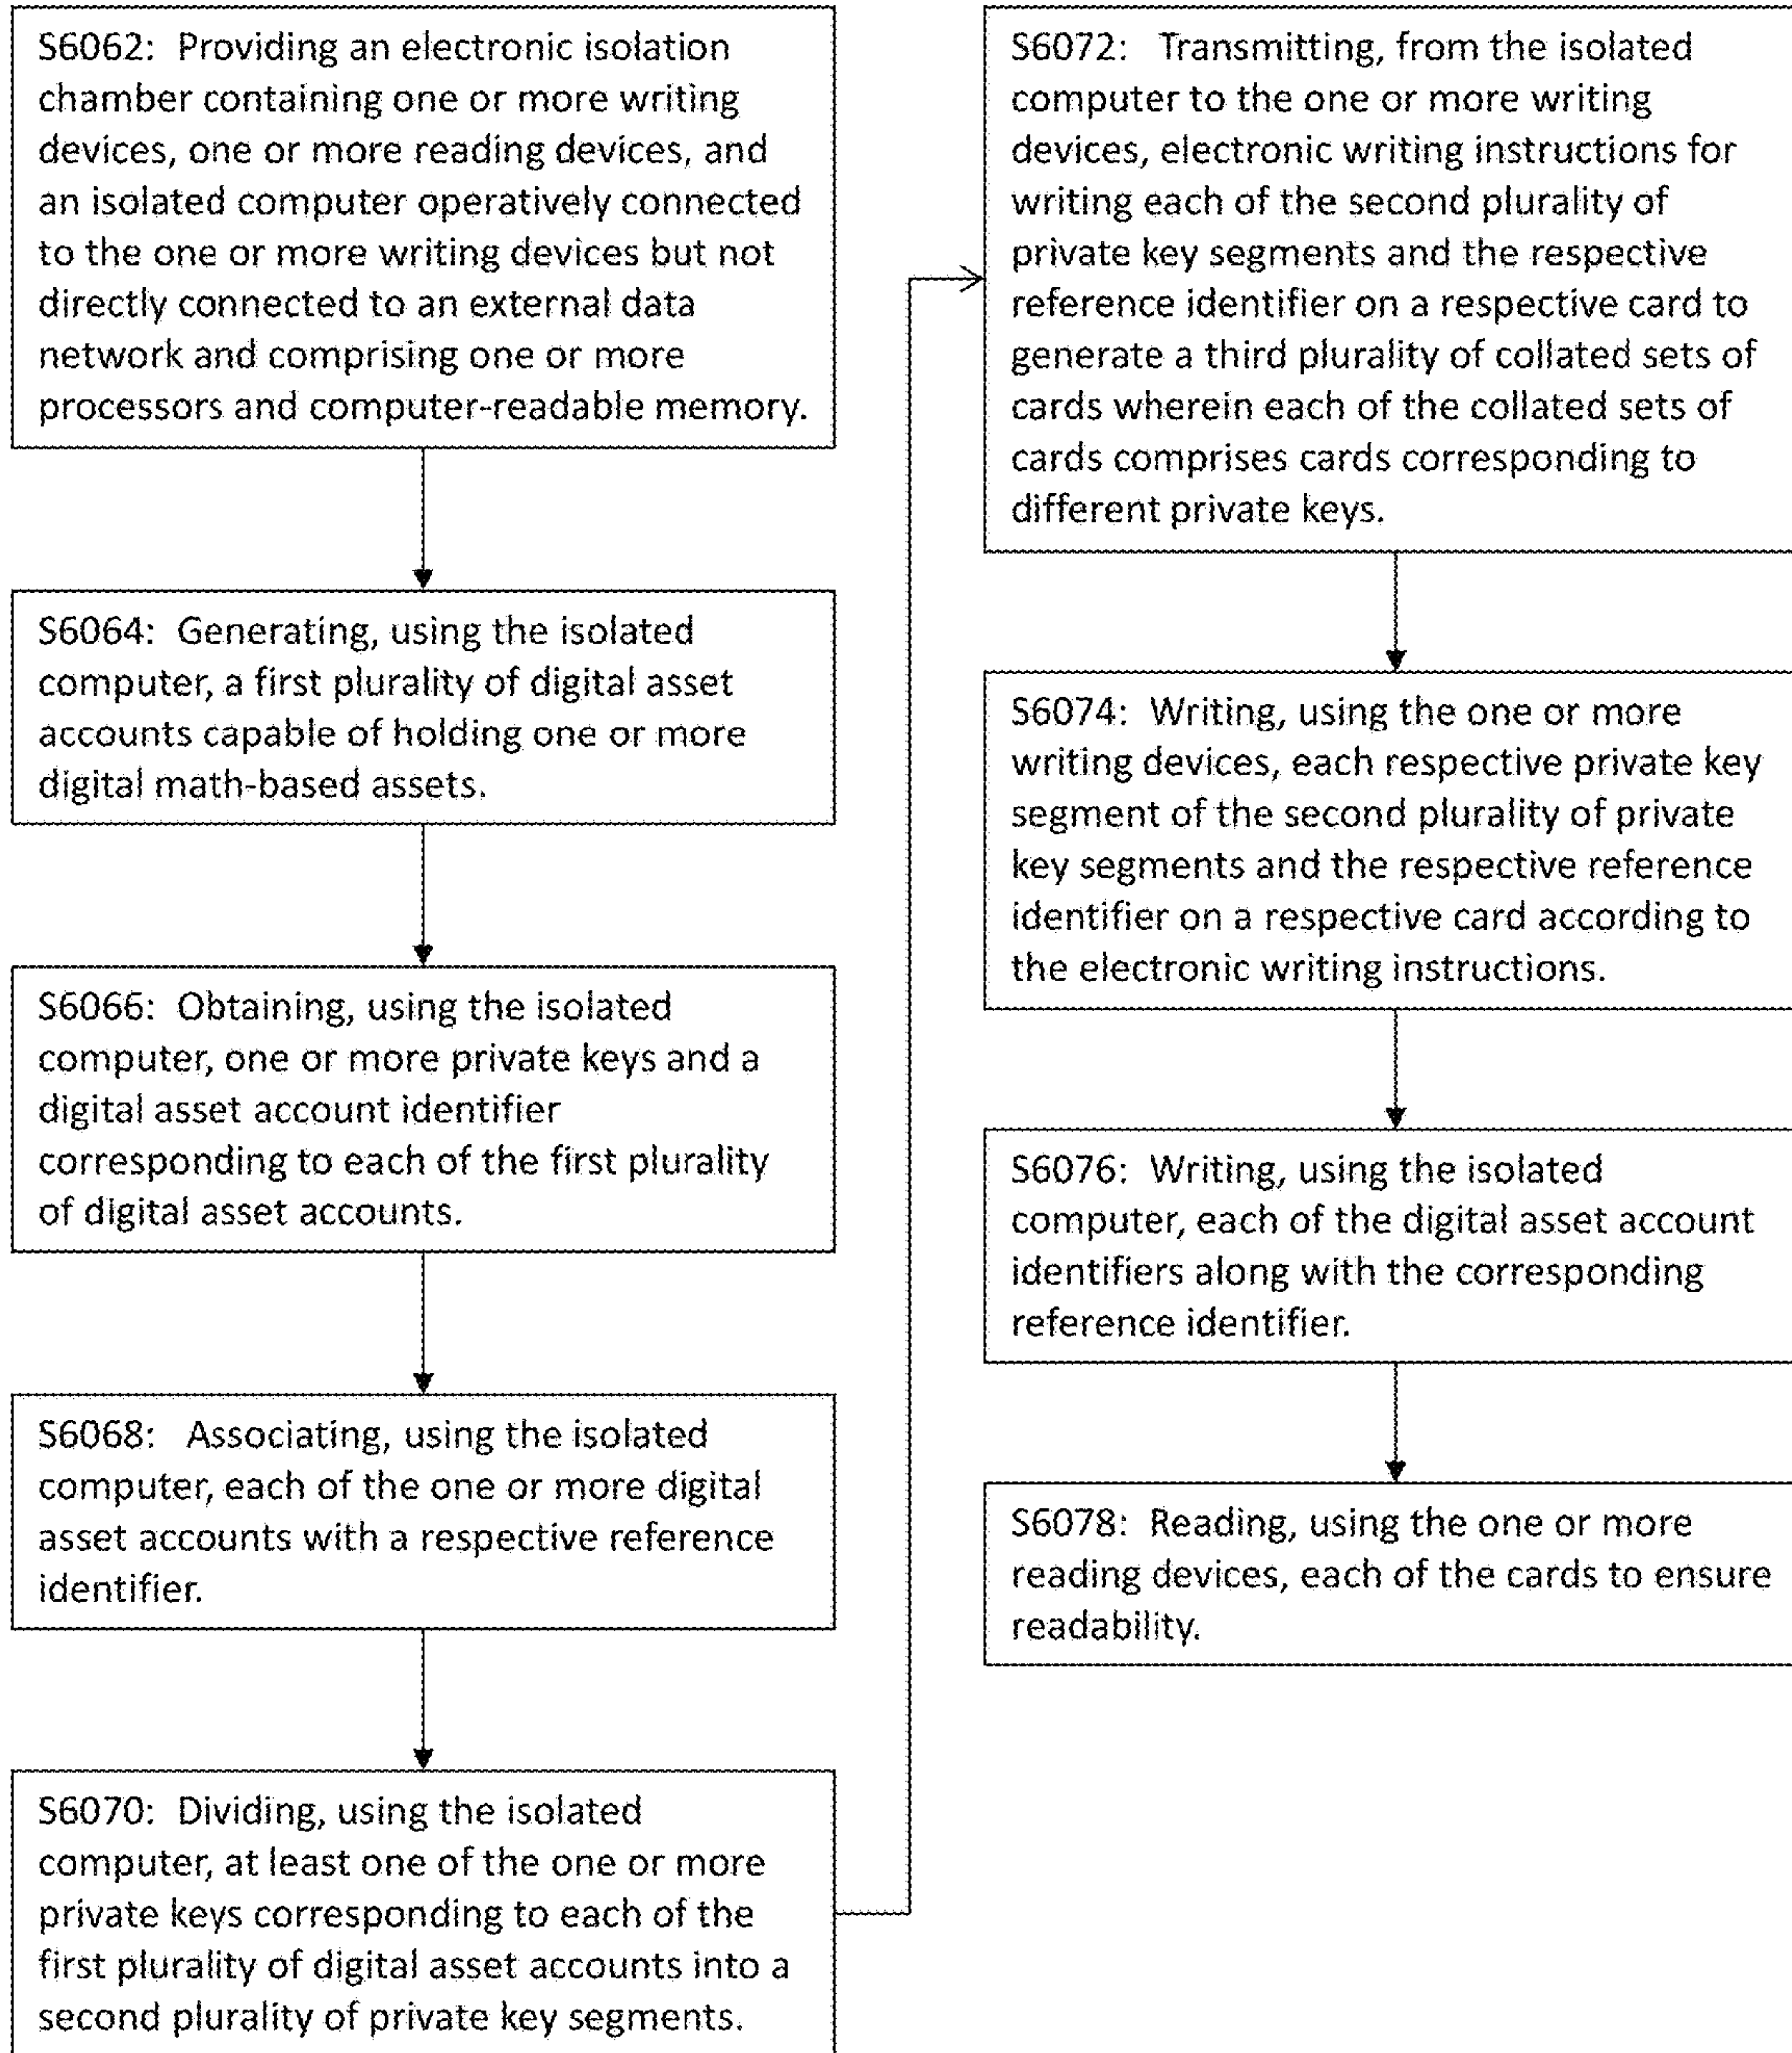 S6062: Providing an electronic isolation
chamber containing one or more writing
devices, one or more reading devices, and
an isolated computer operatively connected
to the one or more writing devices but not
directly connected to an external data
network and comprising one or more
processors and computer-readable memory.
S6064: Generating, using the isolated
computer, a first plurality of digital asset
accounts capable of holding one or more
digital math-based assets.
S6066: Obtaining, using the isolated
computer, one or more private keys and a
digital asset account identifier
corresponding to each of the first plurality
of digital asset accounts.
S6068: Associating, using the isolated
computer, each of the one or more digital
asset accounts with a respective reference
identifier.
S6070: Dividing, using the isolated
computer, at least one of the one or more
private keys corresponding to each of the
first plurality of digital asset accounts into a
second plurality of private key segments.
S6072: Transmitting, from the isolated
computer to the one or more writing
devices, electronic writing instructions for
writing each of the second plurality of
private key segments and the respective
reference identifier on a respective card to
generate a third plurality of collated sets of
cards wherein each of the collated sets of
cards comprises cards corresponding to
different private keys.
S6074: Writing, using the one or more
writing devices, each respective private key
segment of the second plurality of private
key segments and the respective reference
identifier on a respective card according to
the electronic writing instructions.
S6076: Writing, using the isolated
computer, each of the digital asset account
identifiers along with the corresponding
reference identifier.
S6078: Reading, using the one or more
reading devices, each of the cards to ensure
readability.